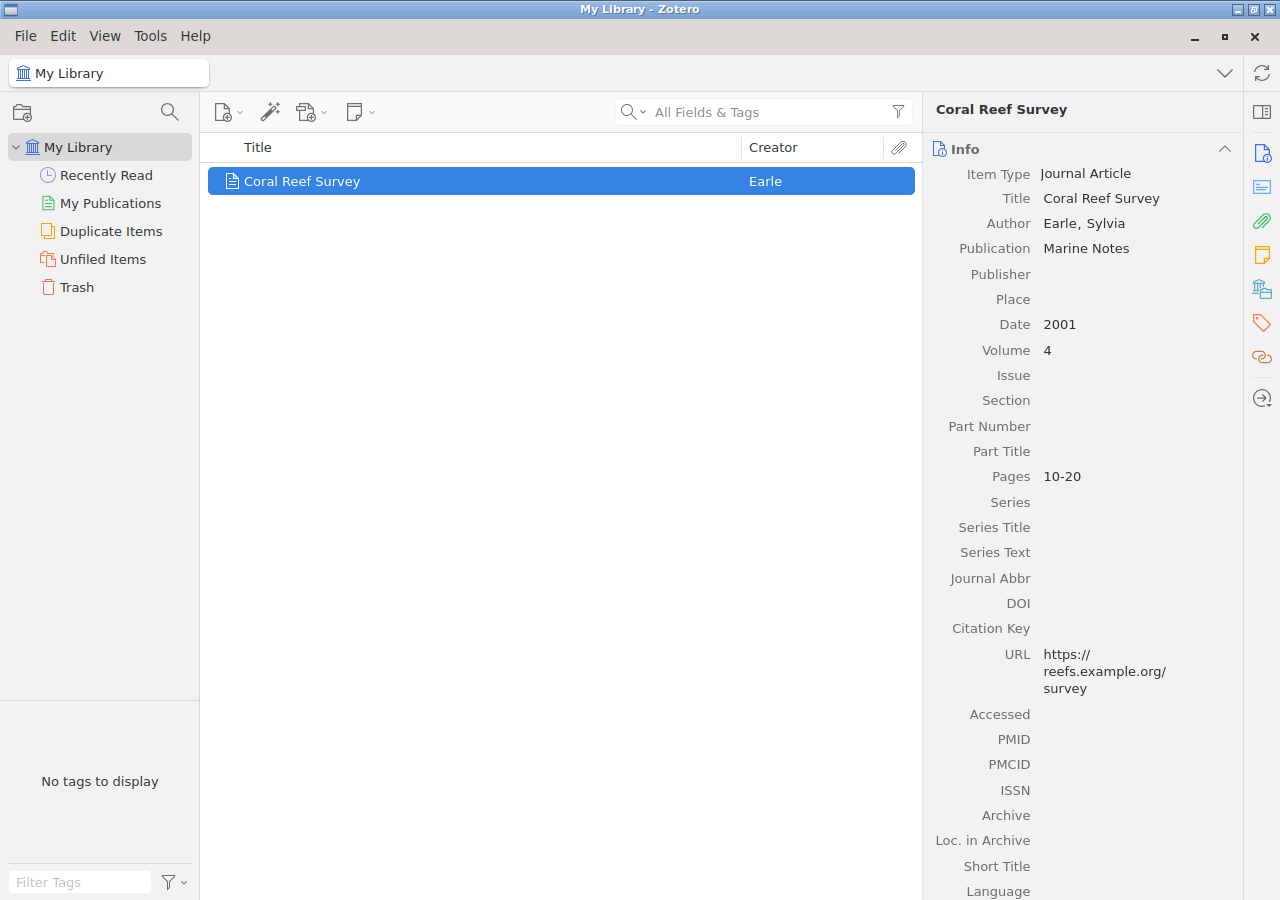 My Library - Zotero
File Edit View Tools Help
My Library
All Fields & Tags
My Library
Recently Read
My Publications
Duplicate Items
Unfiled Items
Trash
No tags to display
Filter Tags
Title Creator
Coral Reef Survey Earle
Coral Reef Survey
Info
Item Type Journal Article
Title Coral Reef Survey
Author Earle, Sylvia
Publication Marine Notes
Publisher
Place
Date 2001
Volume 4
Issue
Section
Part Number
Part Title
Pages 10-20
Series
Series Title
Series Text
Journal Abbr
DOI
Citation Key
URL https://
reefs.example.org/
survey
Accessed
PMID
PMCID
ISSN
Archive
Loc. in Archive
Short Title
Language